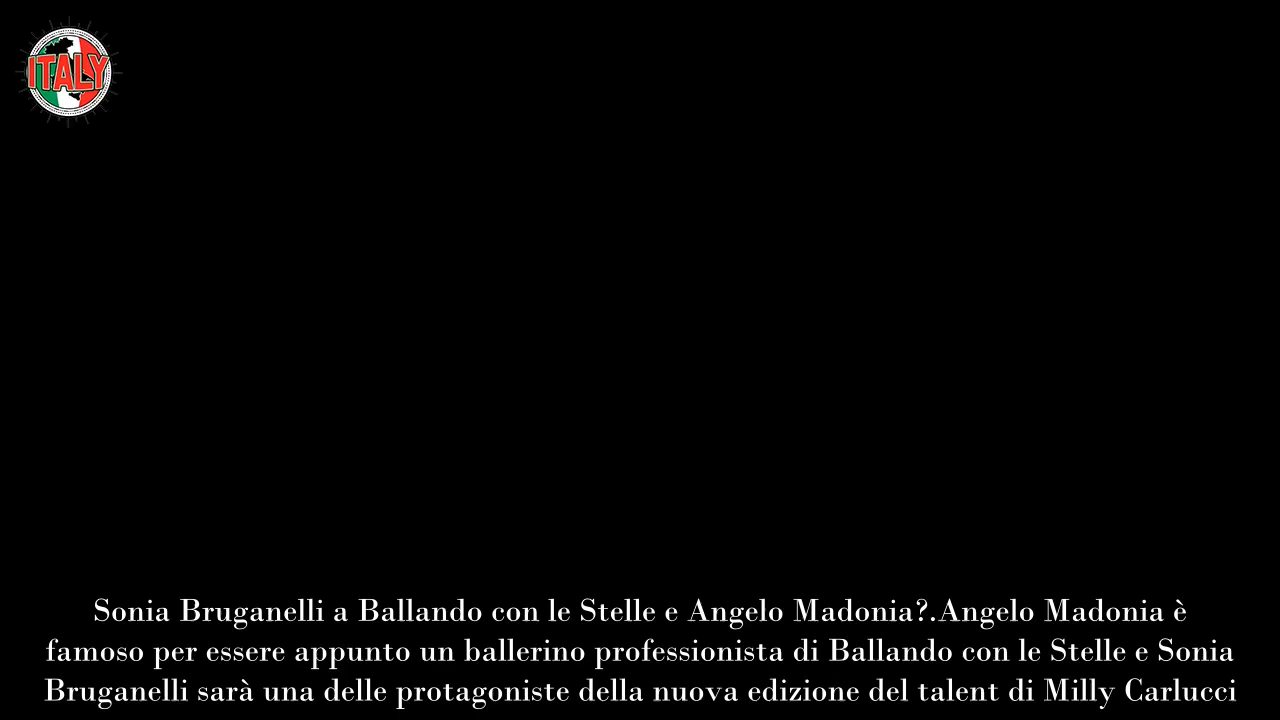 ITALY
Sonia Bruganelli a Ballando con le Stelle e Angelo Madonia?.Angelo Madonia è
famoso per essere appunto un ballerino professionista di Ballando con le Stelle e Sonia
Bruganelli sarà una delle protagoniste della nuova edizione del talent di Milly Carlucci